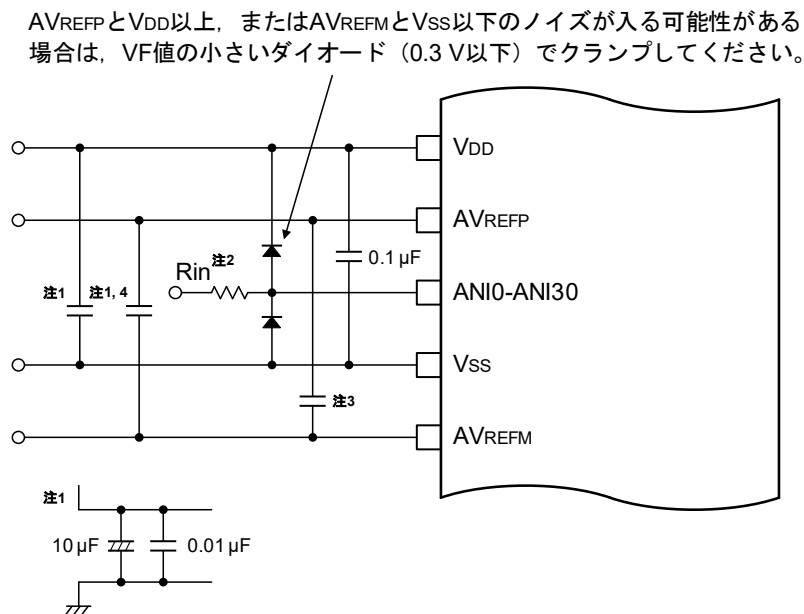 AVREFPとVDD以上，またはAVREFMとVSS以下のノイズが入る可能性がある
場合は，VF値の小さいダイオード（0.3 V以下）でクランプしてください。
VDD
AVREFP
0.1 μF
Rin注2
ANI0-ANI30
注1
注1, 4
VSS
注3
AVREFM
注1
10 μF
0.01 μF